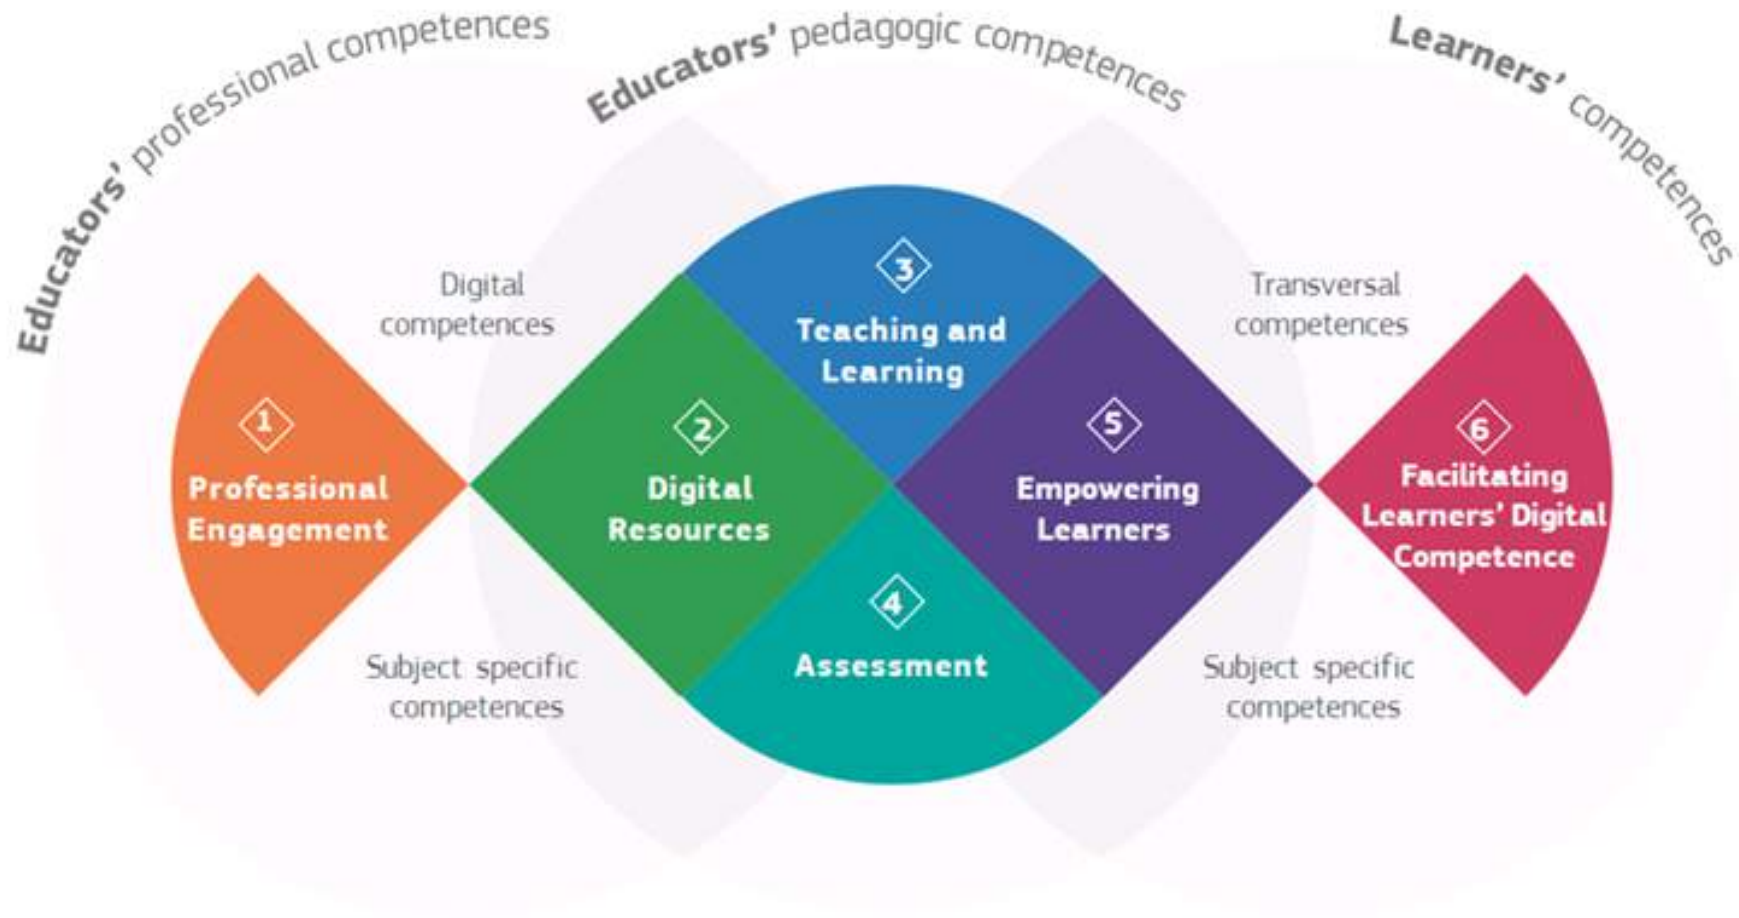 Educators' professional competences
Educators' pedagogic competences
Learners' competences
Digital
competences
Transversal
competences
1
Professional
Engagement
2
Digital
Resources
3
Teaching and
Learning
4
Assessment
5
Empowering
Learners
6
Facilitating
Learners' Digital
Competence
Subject specific
competences
Subject specific
competences